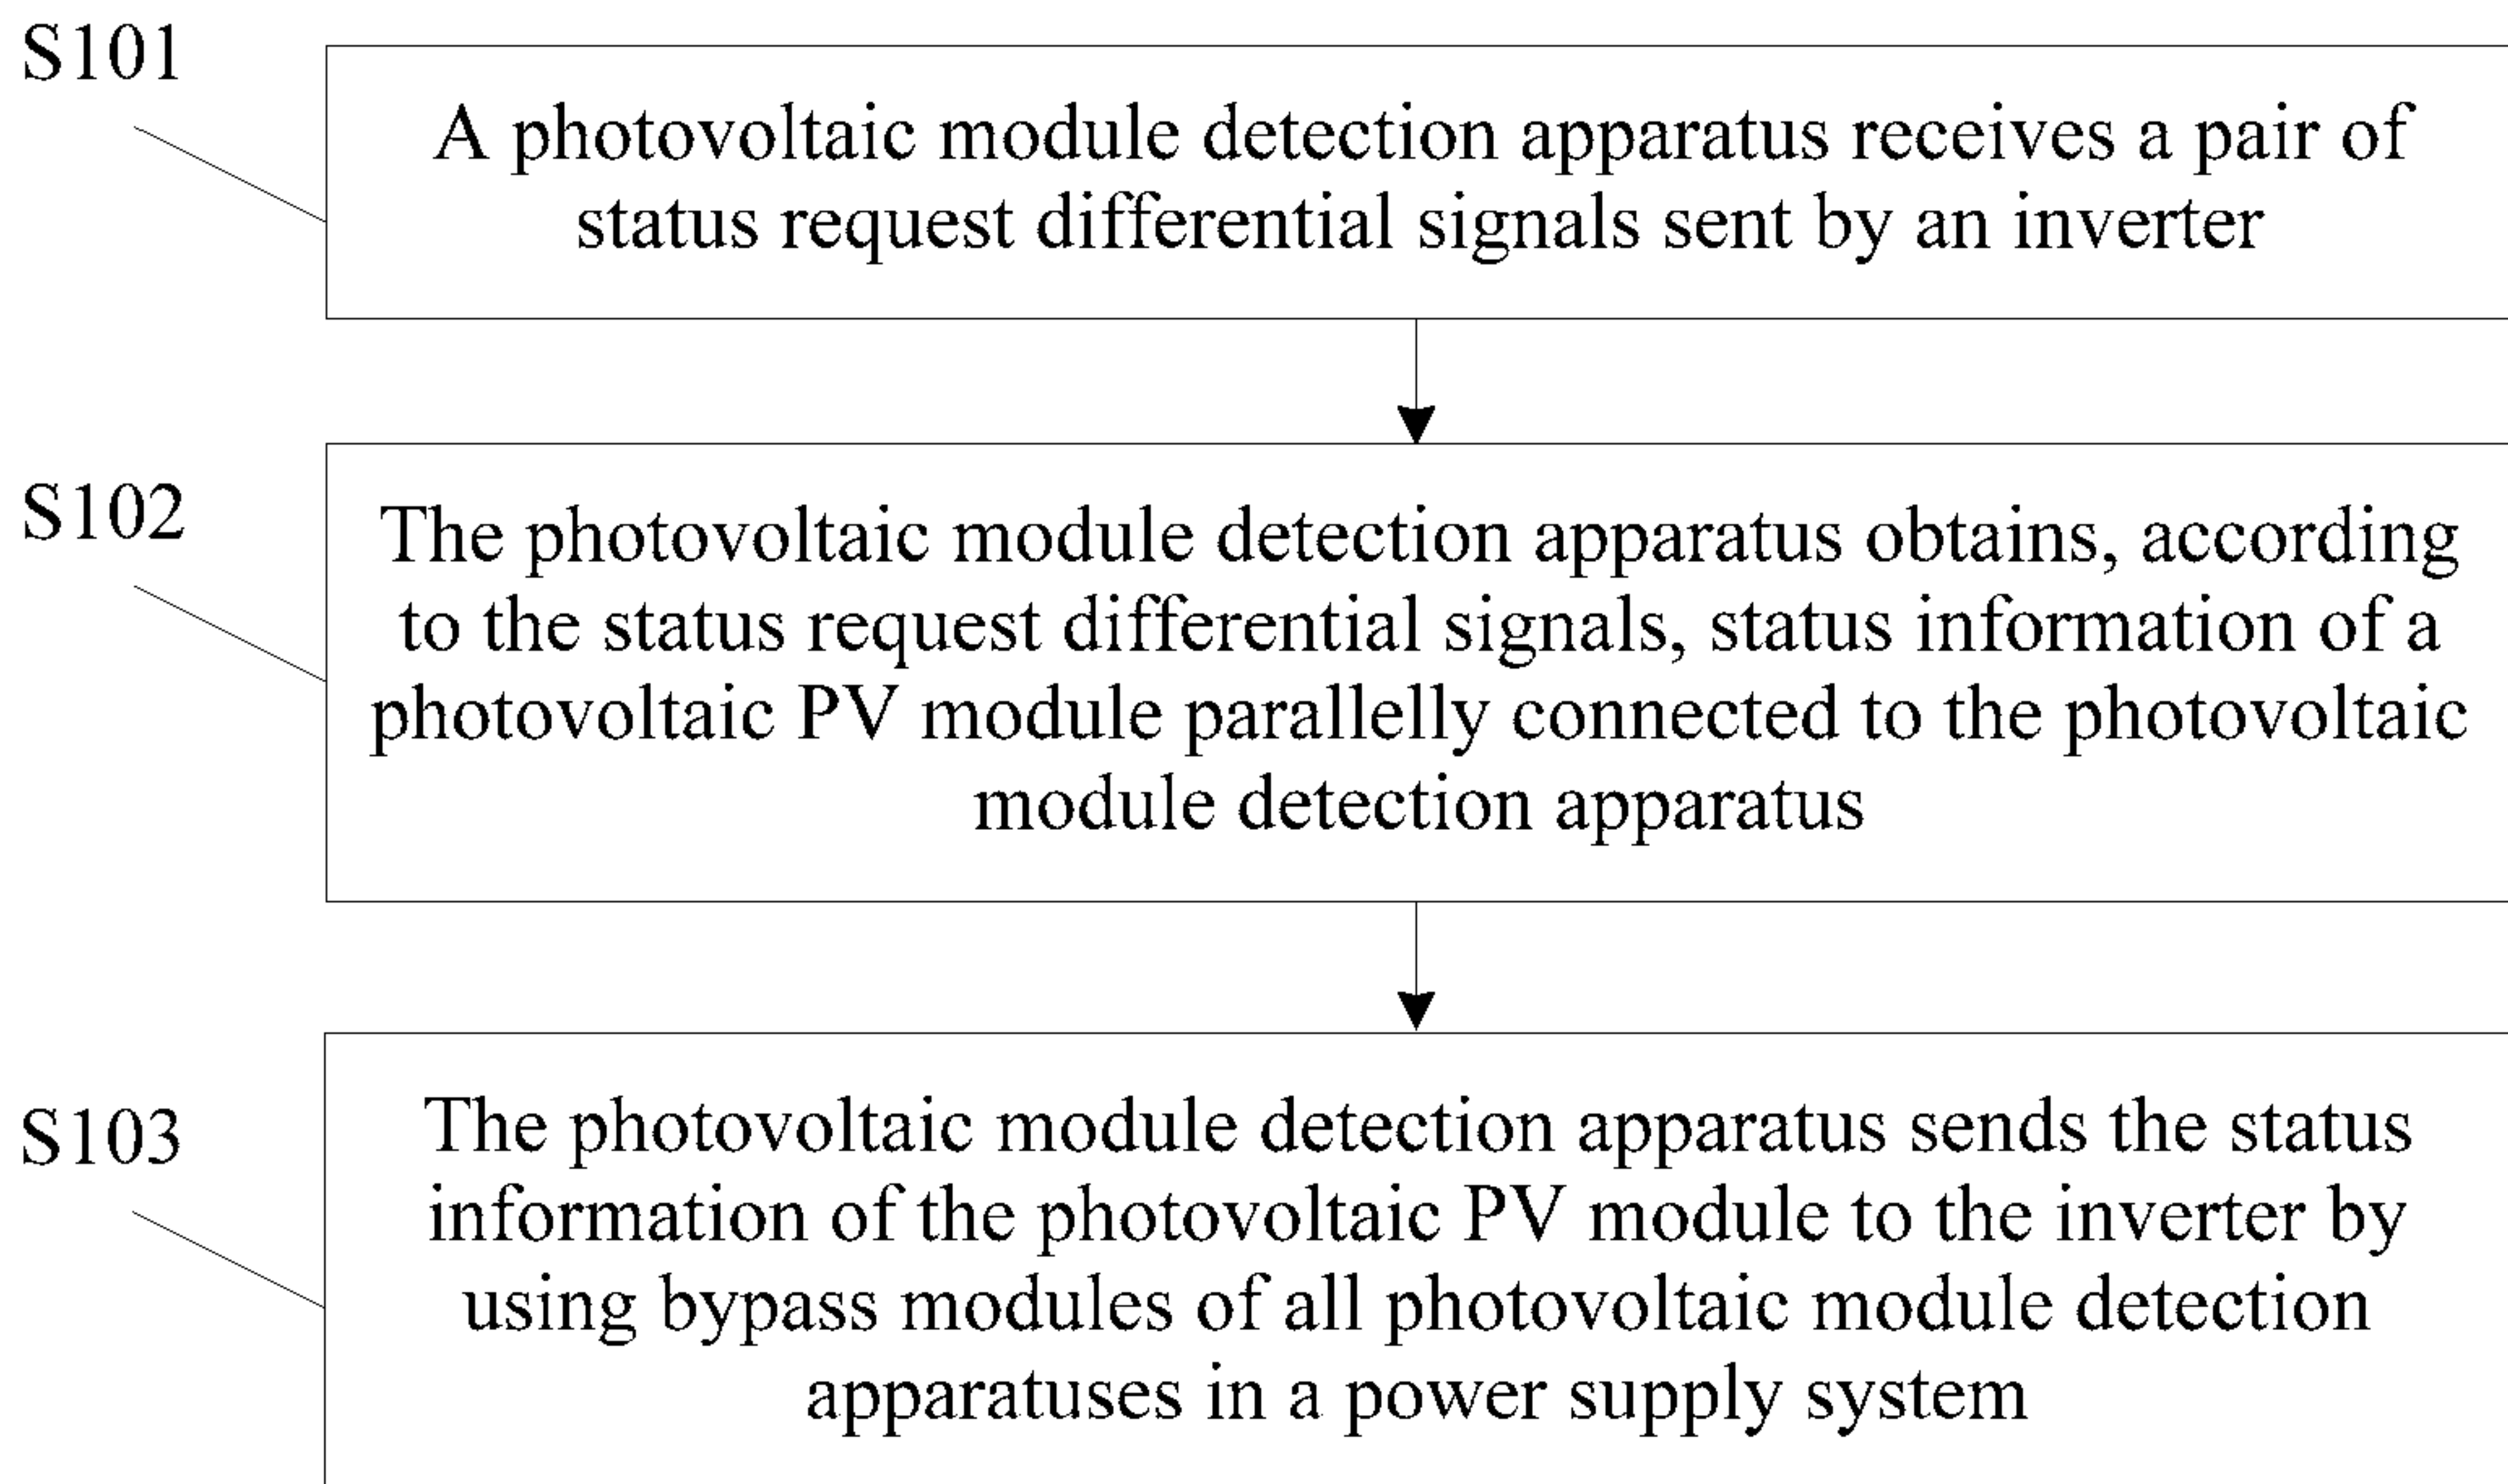 S101
A photovoltaic module detection apparatus receives a pair of
status request differential signals sent by an inverter
S102
The photovoltaic module detection apparatus obtains, according
to the status request differential signals, status information of a
photovoltaic PV module parallelly connected to the photovoltaic
module detection apparatus
S103
The photovoltaic module detection apparatus sends the status
information of the photovoltaic PV module to the inverter by
using bypass modules of all photovoltaic module detection
apparatuses in a power supply system